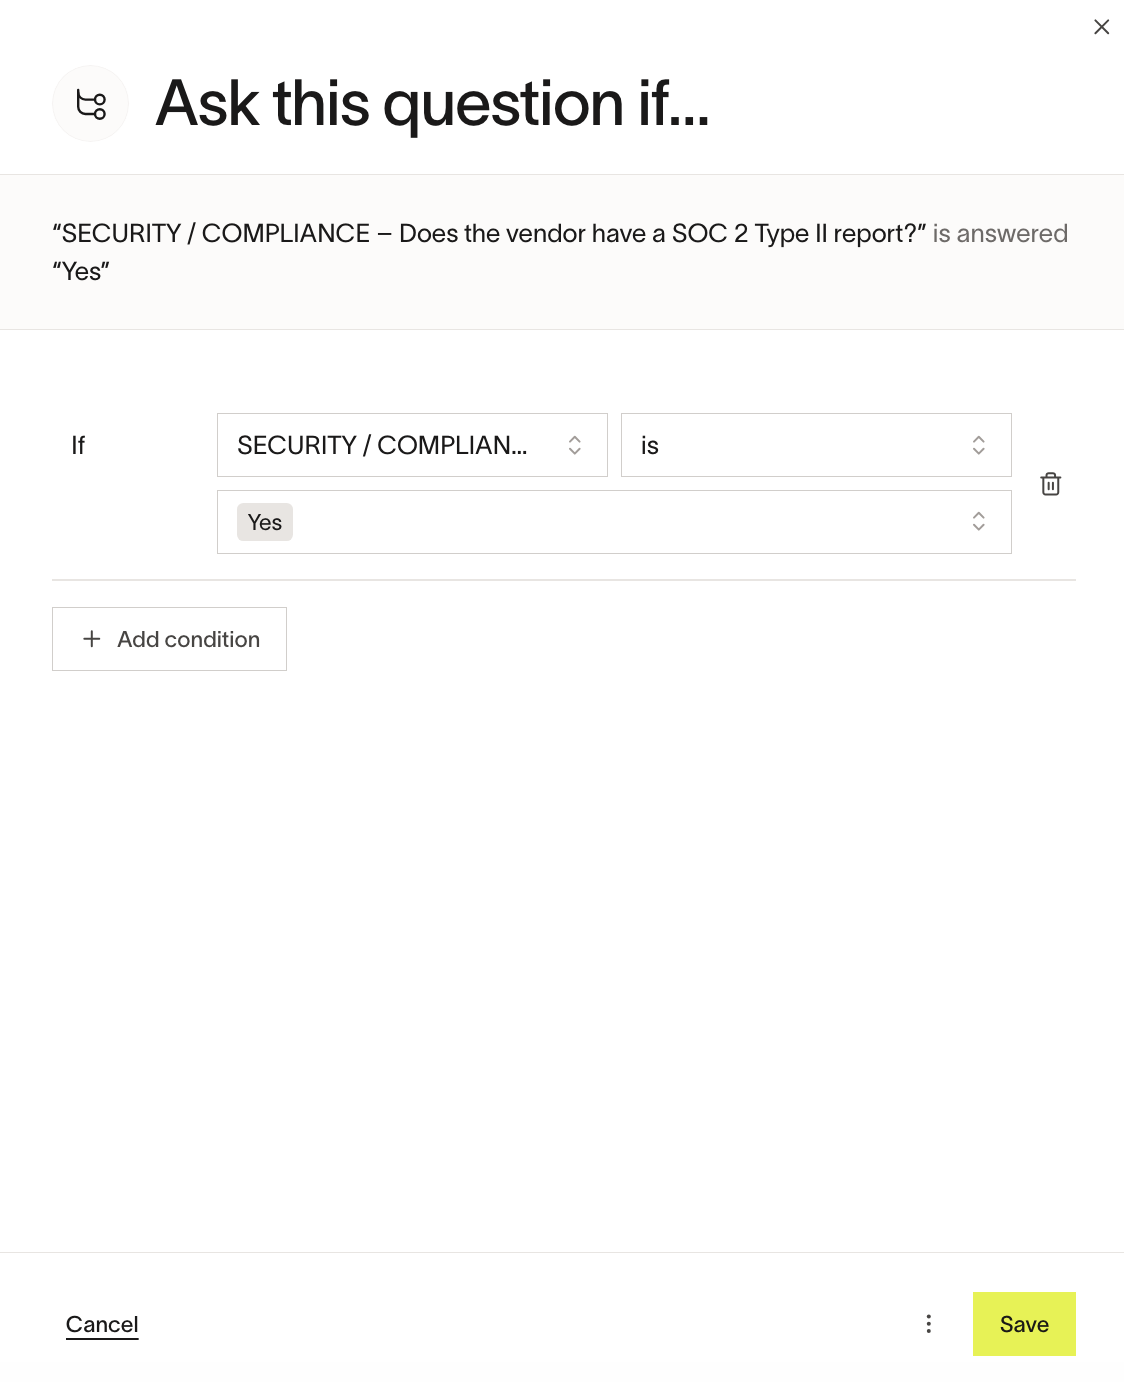 Ask this question if...
“SECURITY / COMPLIANCE – Does the vendor have a SOC 2 Type II report?” is answered
“Yes”
If
SECURITY / COMPLIAN...
is
Yes
Add condition
Cancel
Save